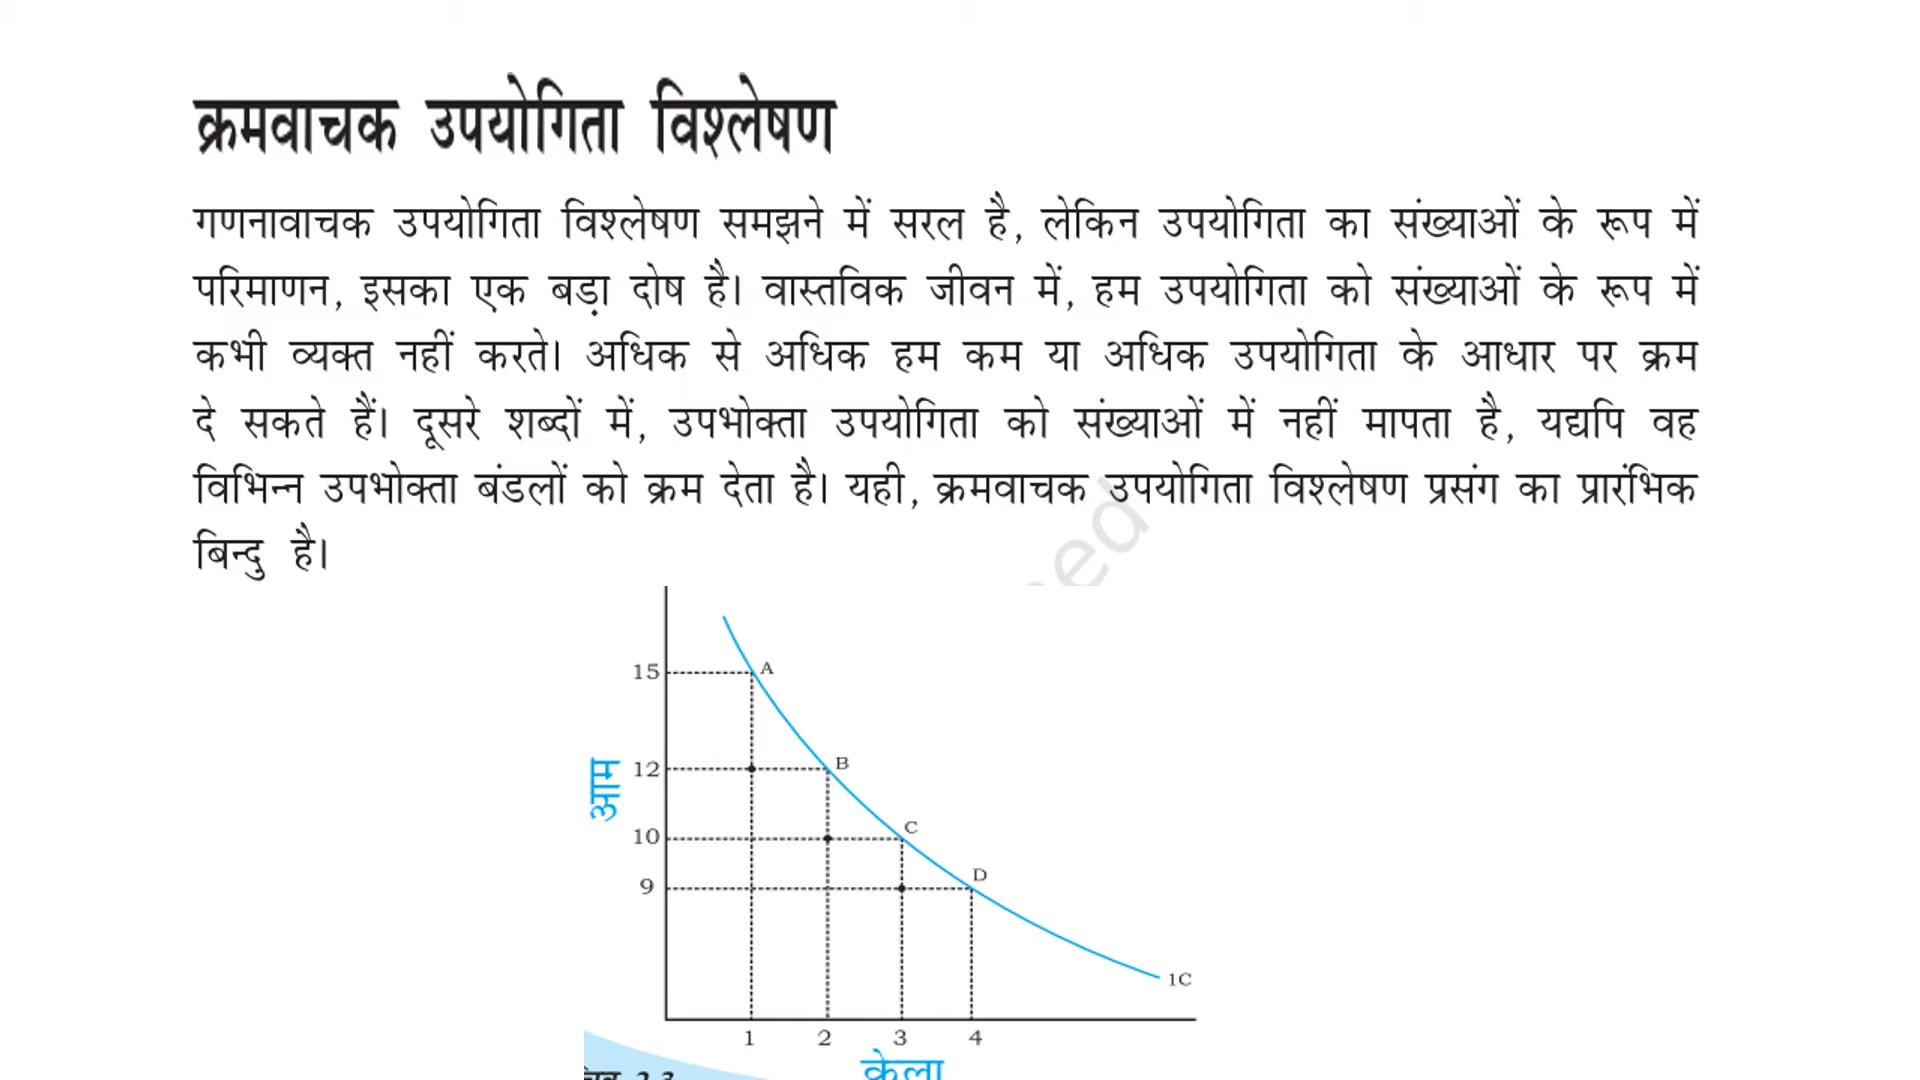 क्रमवाचक उपयोगिता विश्लेषण
गणनावाचक उपयोगिता विश्लेषण समझने में सरल है, लेकिन उपयोगिता का संख्याओं के रूप में
परिमाणन, इसका एक बड़ा दोष है। वास्तविक जीवन में, हम उपयोगिता को संख्याओं के रूप में
कभी व्यक्त नहीं करते। अधिक से अधिक हम कम या अधिक उपयोगिता के आधार पर क्रम
दे सकते हैं। दूसरे शब्दों में, उपभोक्ता उपयोगिता को संख्याओं में नहीं मापता है, यद्यपि वह
विभिन्न उपभोक्ता बंडलों को क्रम देता है। यही, क्रमवाचक उपयोगिता विश्लेषण प्रसंग का प्रारंभिक
बिन्दु है।
15
A
आम
12
B
10
C
9
D
1C
1 2 3 4
केला